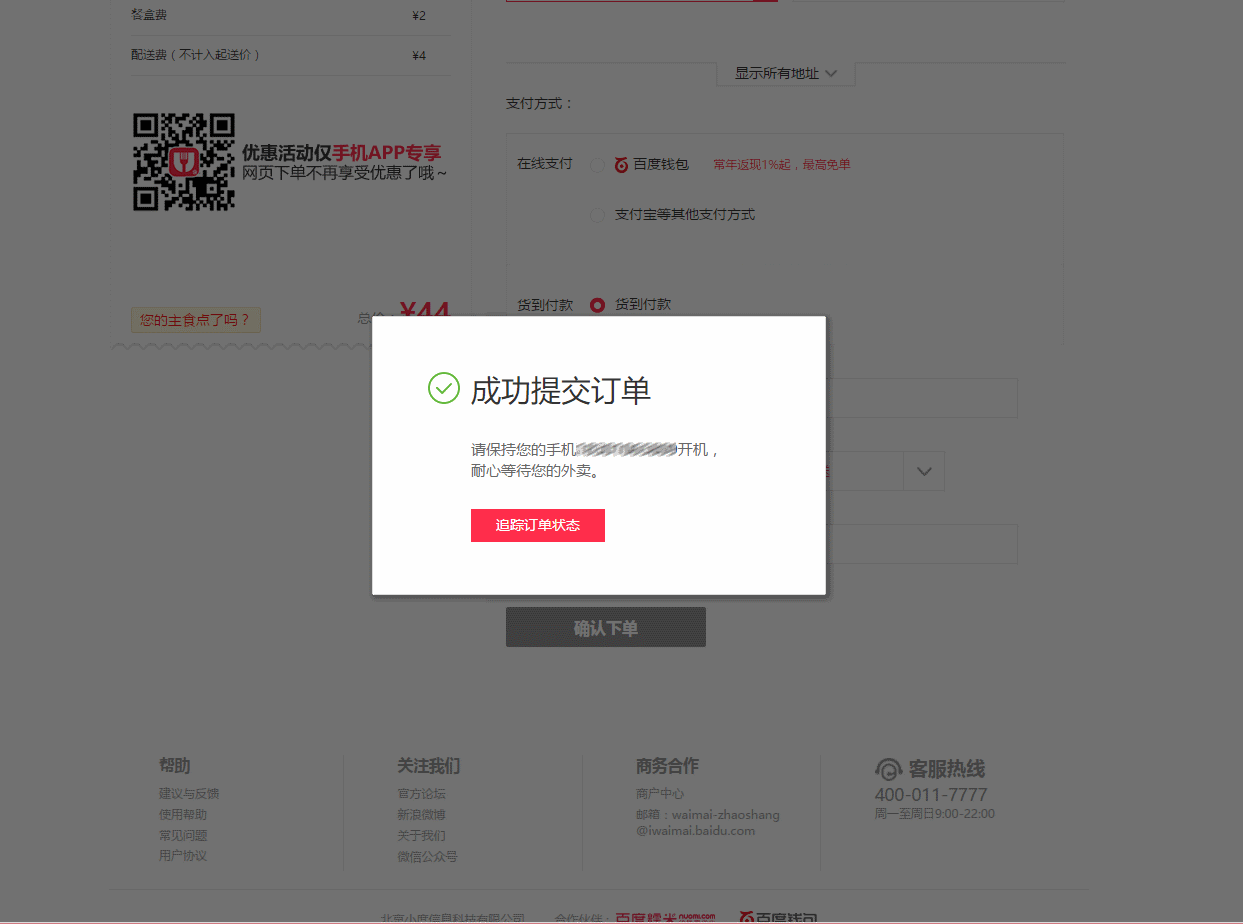 餐盒费 ¥2
配送费（不计入起送价） ¥4
优惠活动仅手机APP专享
网页下单不再享受优惠了哦~
您的主食点了吗？
¥44
显示所有地址
支付方式：
在线支付 百度钱包 常年返现1%起，最高免单
支付宝等其他支付方式
货到付款 货到付款
成功提交订单
请保持您的手机
开机，
耐心等待您的外卖。
追踪订单状态
确认下单
帮助
建议与反馈
使用帮助
常见问题
用户协议
关注我们
官方论坛
新浪微博
关于我们
微信公众号
商务合作
商户中心
邮箱：waimai-zhaoshang
@iwaimai.baidu.com
客服热线
400-011-7777
周一至周日9:00-22:00
北京小度信息科技有限公司 合作伙伴：百度糯米 nuomi.com 百度钱包